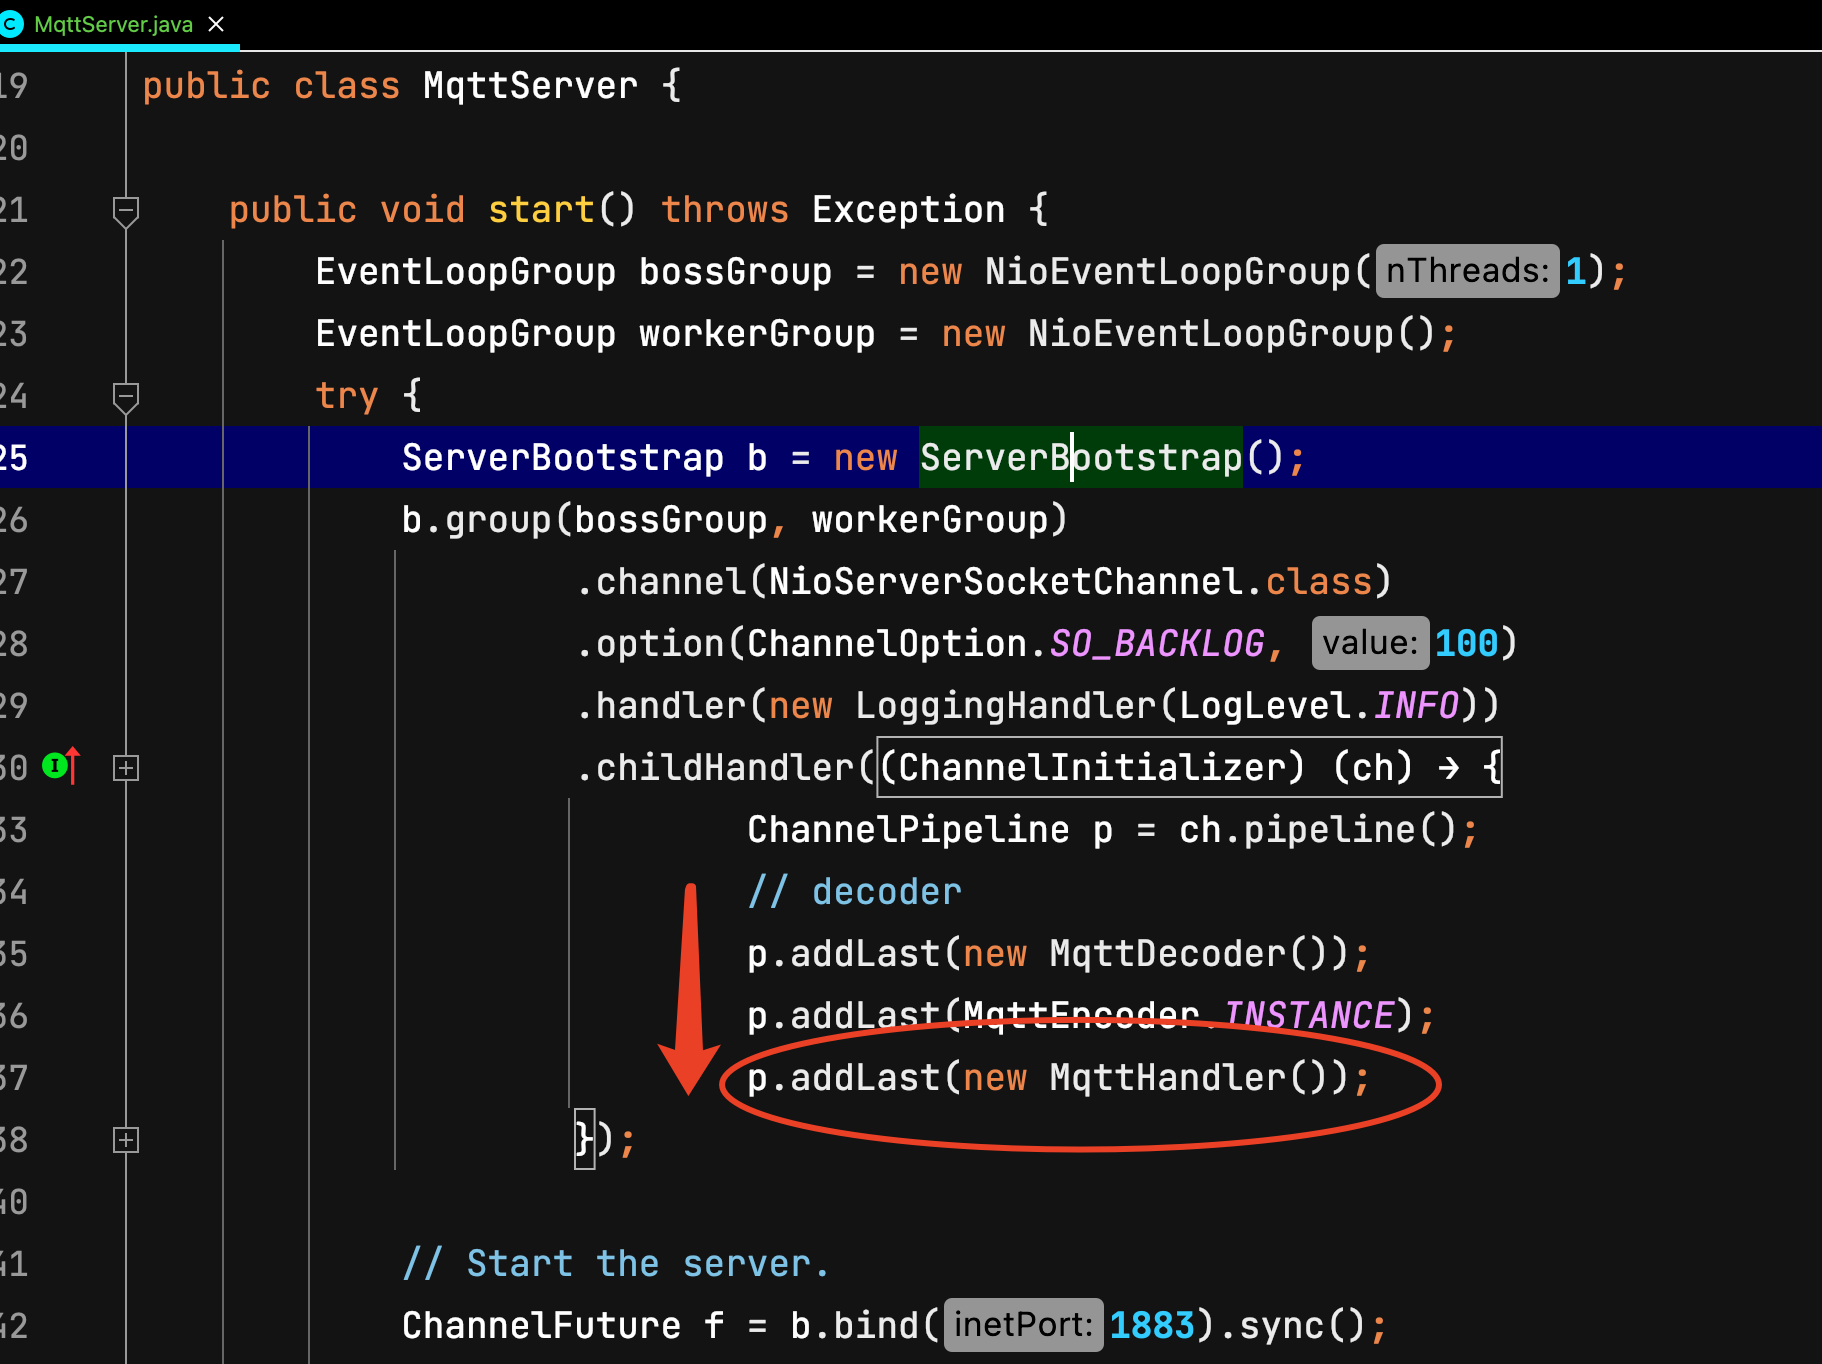 C MqttServer.java ×
19 public class MqttServer {
20
21 public void start() throws Exception {
22 EventLoopGroup bossGroup = new NioEventLoopGroup( nThreads: 1);
23 EventLoopGroup workerGroup = new NioEventLoopGroup();
24 try {
25 ServerBootstrap b = new ServerBootstrap();
26 b.group(bossGroup, workerGroup)
27 .channel(NioServerSocketChannel.class)
28 .option(ChannelOption.SO_BACKLOG, value: 100)
29 .handler(new LoggingHandler(LogLevel.INFO))
30 I .childHandler((ChannelInitializer) (ch) → {
33 ChannelPipeline p = ch.pipeline();
34 // decoder
35 p.addLast(new MqttDecoder());
36 p.addLast(MqttEncoder.INSTANCE);
37 p.addLast(new MqttHandler());
38 });
40
41 // Start the server.
42 ChannelFuture f = b.bind( inetPort: 1883).sync();